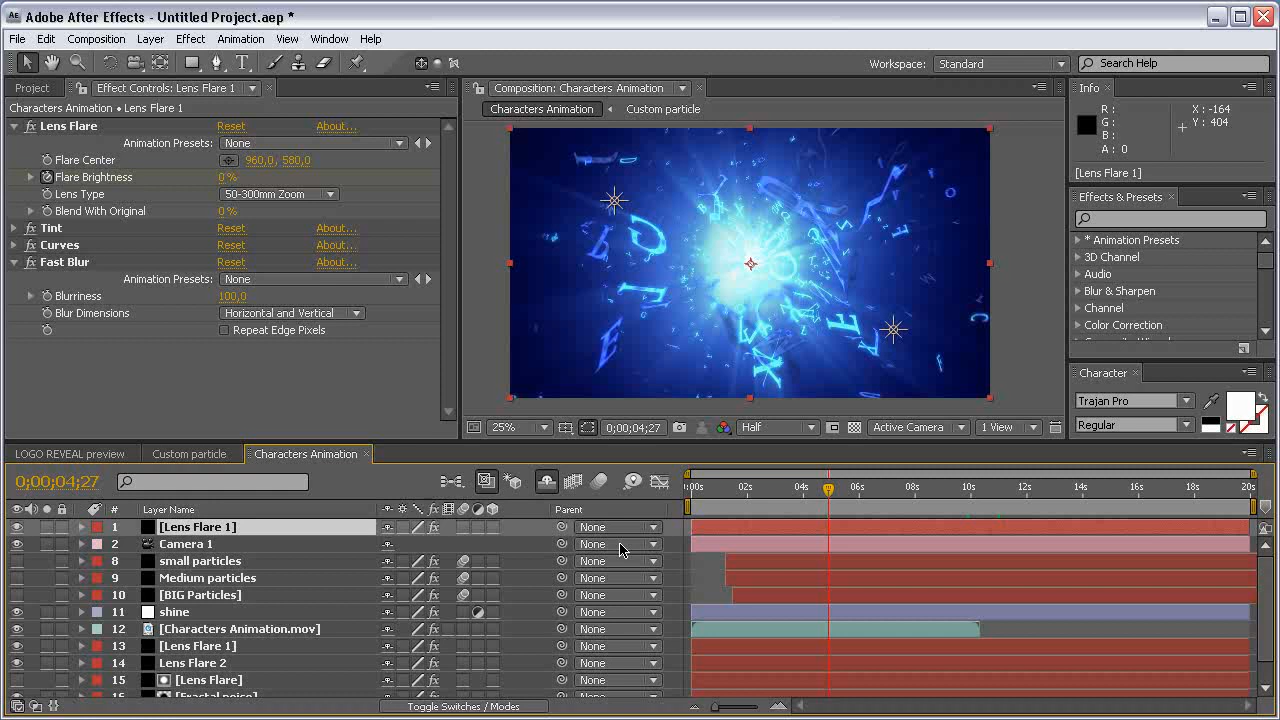 Adobe After Effects - Untitled Project.aep *
File Edit Composition Layer Effect Animation View Window Help
Workspace: Standard Search Help
Project Effect Controls: Lens Flare 1
Characters Animation • Lens Flare 1
Lens Flare Reset About...
Animation Presets: None
Flare Center 960,0, 580,0
Flare Brightness 0 %
Lens Type 50-300mm Zoom
Blend With Original 0 %
Tint Reset About...
Curves Reset About...
Fast Blur Reset About...
Animation Presets: None
Blurriness 100,0
Blur Dimensions Horizontal and Vertical
Repeat Edge Pixels
Composition: Characters Animation
Characters Animation Custom particle
25% 0;00;04;27 Half Active Camera 1 View
Info
R: X: -164
G: Y: 404
B:
A: 0
[Lens Flare 1]
Effects & Presets
* Animation Presets
3D Channel
Audio
Blur & Sharpen
Channel
Color Correction
Character
Trajan Pro
Regular
LOGO REVEAL preview Custom particle Characters Animation
0;00;04;27
):00s 02s 04s 06s 08s 10s 12s 14s 16s 18s 20s
# Layer Name Parent
1 [Lens Flare 1] None
2 Camera 1 None
8 small particles None
9 Medium particles None
10 [BIG Particles] None
11 shine None
12 [Characters Animation.mov] None
13 [Lens Flare 1] None
14 Lens Flare 2 None
15 [Lens Flare] None
16 [Fractal noise] None
Toggle Switches / Modes